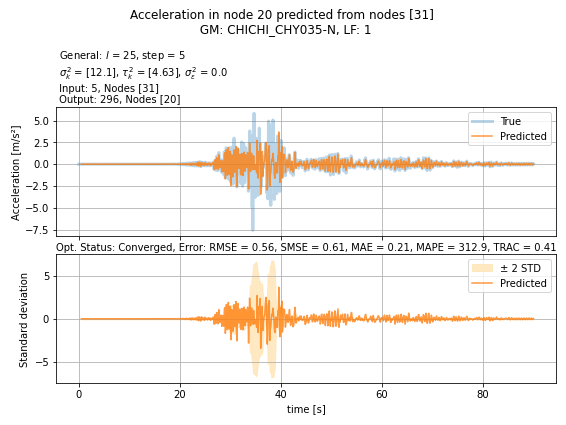 Acceleration in node 20 predicted from nodes [31]
GM: CHICHI_CHY035-N, LF: 1
General: l = 25, step = 5
σ²ₖ = [12.1], τ²ₖ = [4.63], σ²ε = 0.0
Input: 5, Nodes [31]
Output: 296, Nodes [20]
Acceleration [m/s²]
5.0
2.5
0.0
−2.5
−5.0
−7.5
True
Predicted
Opt. Status: Converged, Error: RMSE = 0.56, SMSE = 0.61, MAE = 0.21, MAPE = 312.9, TRAC = 0.41
Standard deviation
5
0
−5
± 2 STD
Predicted
0
20
40
60
80
time [s]